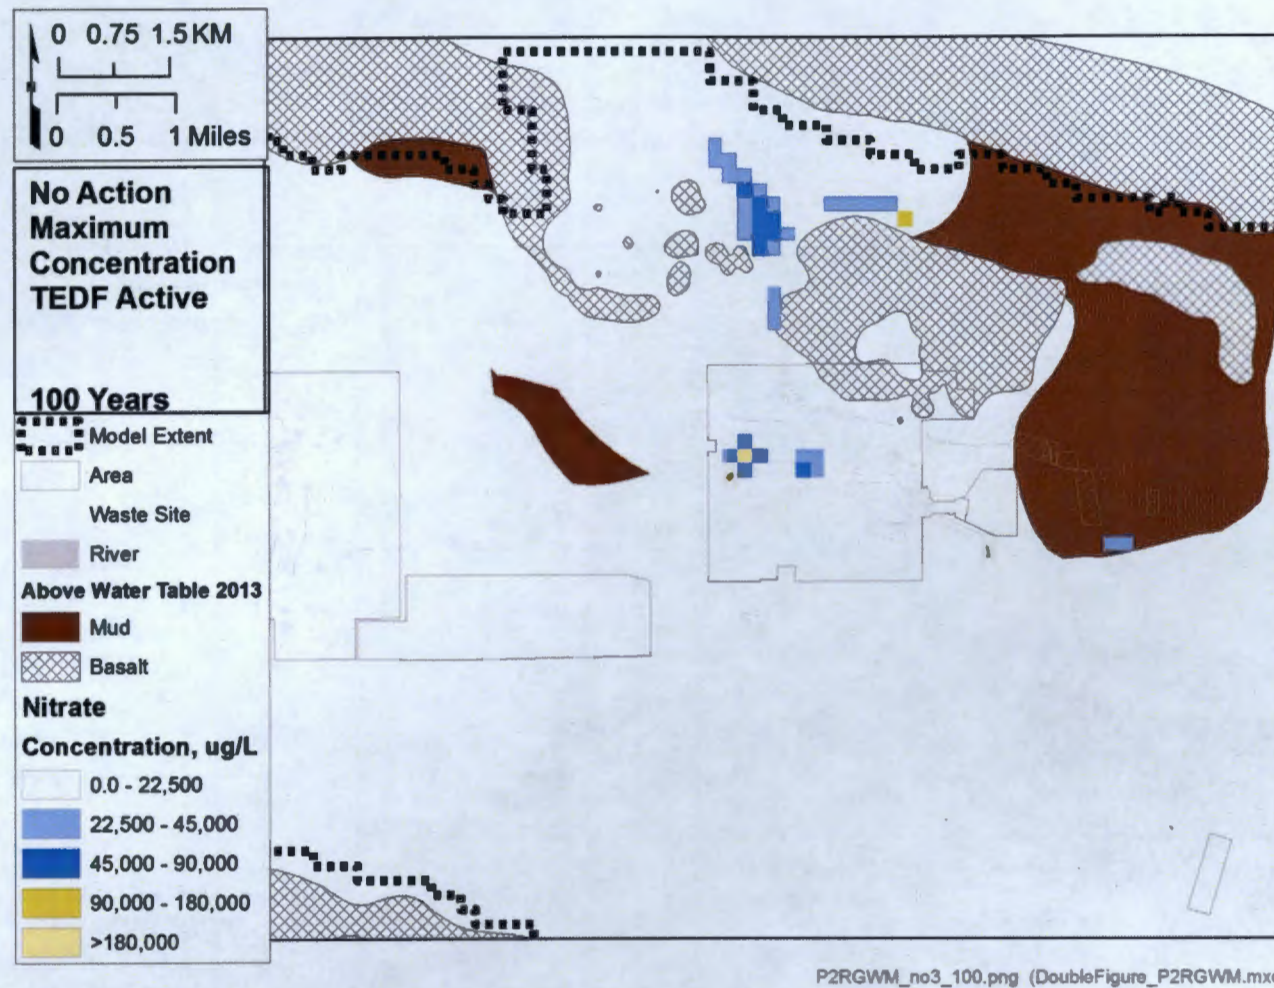 0 0.75 1.5 KM
0 0.5 1 Miles
No Action
Maximum
Concentration
TEDF Active
100 Years
Model Extent
Area
Waste Site
River
Above Water Table 2013
Mud
Basalt
Nitrate
Concentration, ug/L
0.0 - 22,500
22,500 - 45,000
45,000 - 90,000
90,000 - 180,000
>180,000
P2RGWM_no3_100.png (DoubleFigure_P2RGWM.mxd